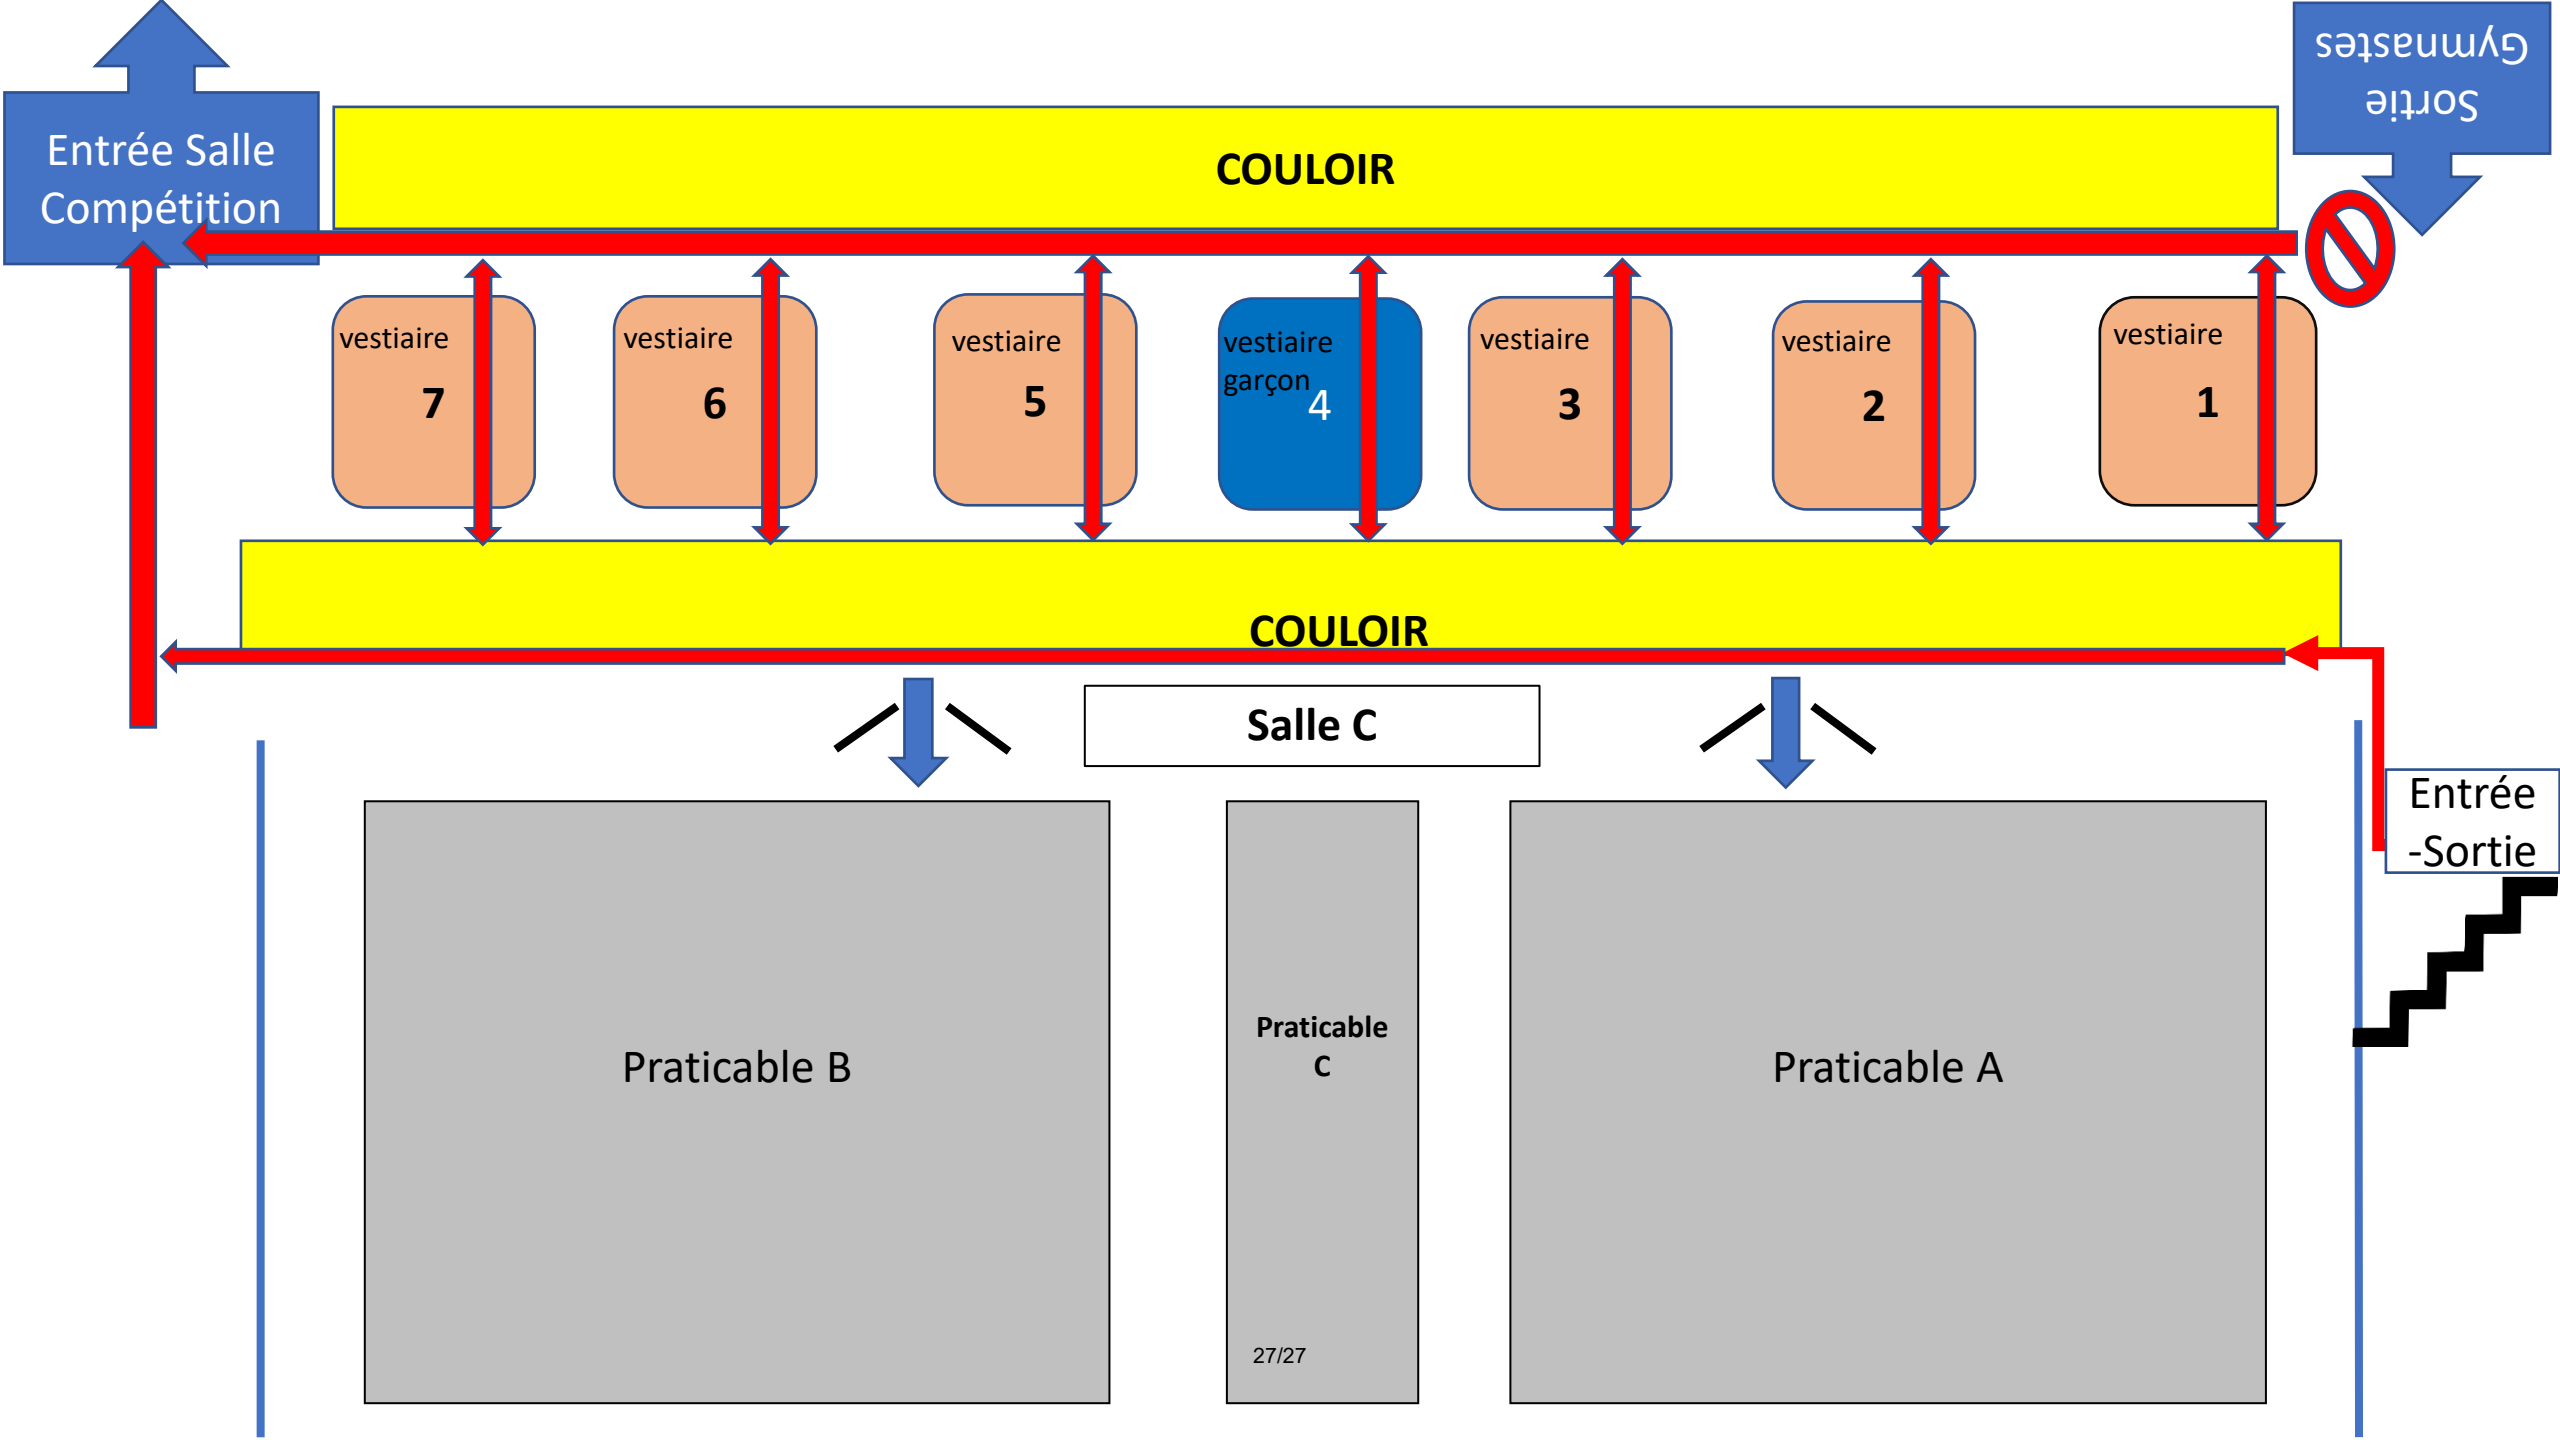 Entrée Salle
Compétition
Sortie
Gymnastes
COULOIR
vestiaire
7
vestiaire
6
vestiaire
5
vestiaire
garçon
4
vestiaire
3
vestiaire
2
vestiaire
1
COULOIR
Salle C
Entrée
-Sortie
Praticable B
Praticable
C
Praticable A
27/27